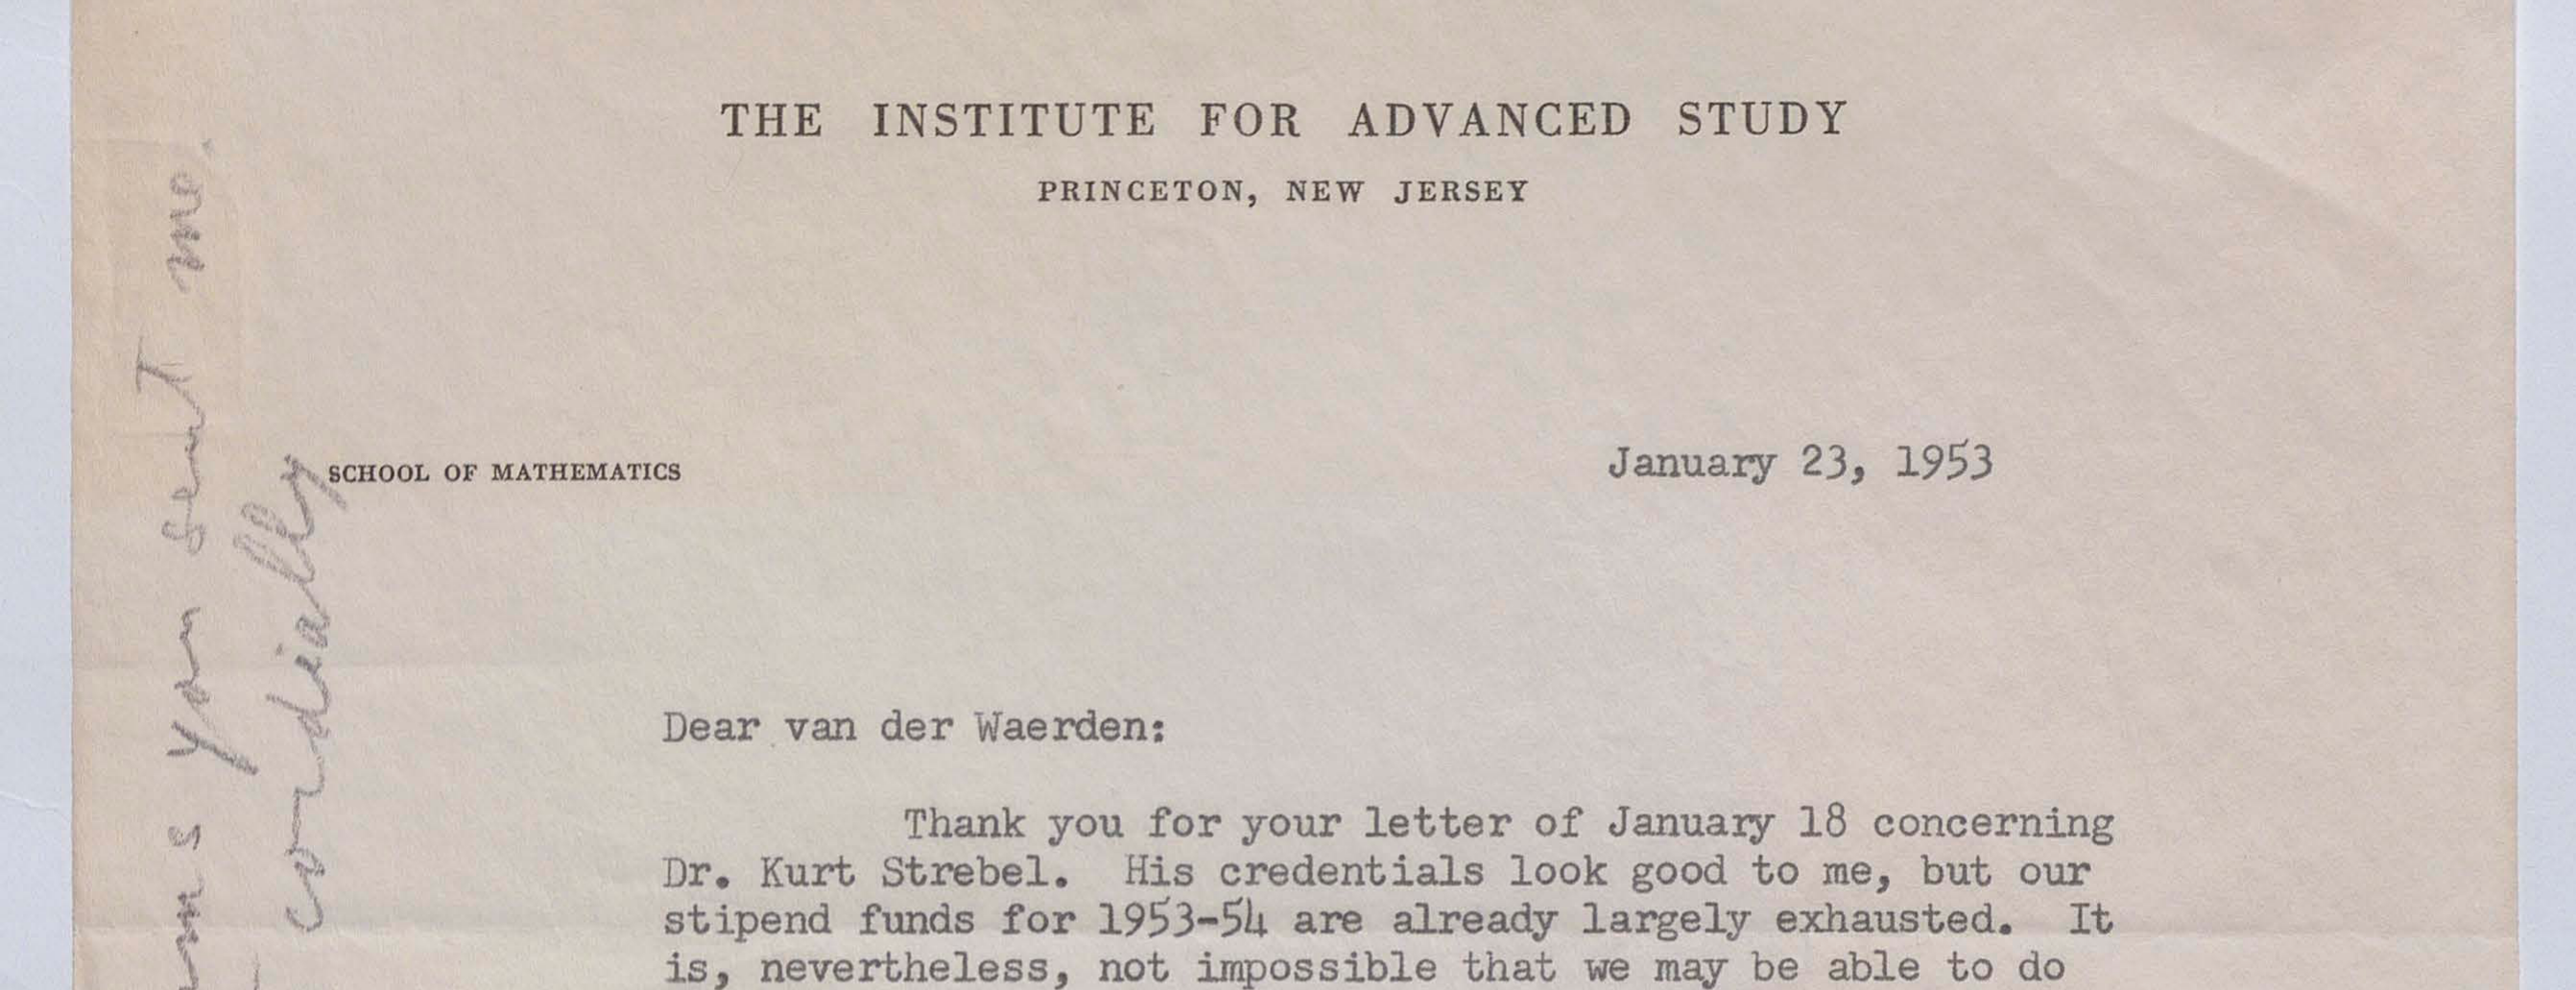 THE INSTITUTE FOR ADVANCED STUDY
PRINCETON, NEW JERSEY
SCHOOL OF MATHEMATICS
January 23, 1953
Dear van der Waerden:
Thank you for your letter of January 18 concerning
Dr. Kurt Strebel. His credentials look good to me, but our
stipend funds for 1953-54 are already largely exhausted. It
is, nevertheless, not impossible that we may be able to do
you sent me.
cordially